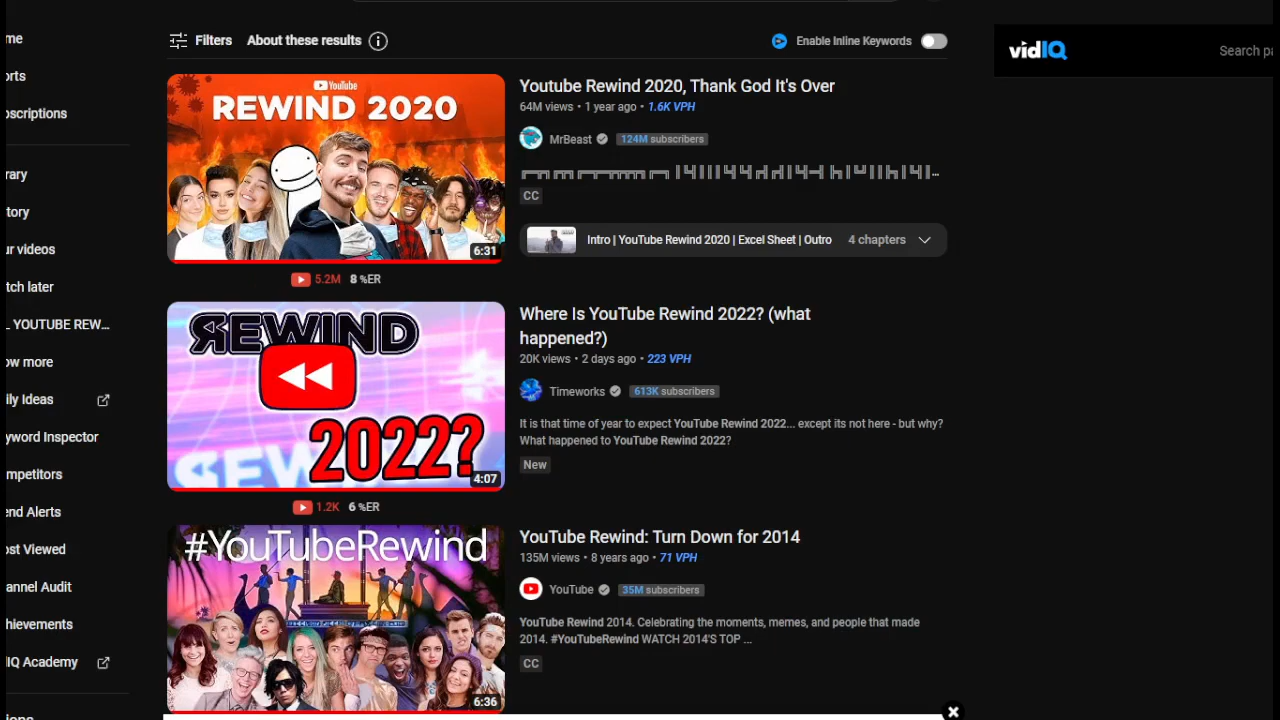 Filters About these results i
Enable Inline Keywords
vidIQ Search pa
me
orts
oscriptions
rary
tory
ur videos
tch later
L YOUTUBE REW...
ow more
ily Ideas
yword Inspector
mpetitors
end Alerts
ost Viewed
annel Audit
hievements
IQ Academy
YouTube
REWIND 2020
6:31
5.2M 8 %ER
Youtube Rewind 2020, Thank God It's Over
64M views • 1 year ago • 1.6K VPH
MrBeast 124M subscribers
CC
Intro | YouTube Rewind 2020 | Excel Sheet | Outro 4 chapters
REWIND
2022?
4:07
1.2K 6 %ER
Where Is YouTube Rewind 2022? (what
happened?)
20K views • 2 days ago • 223 VPH
Timeworks 613K subscribers
It is that time of year to expect YouTube Rewind 2022... except its not here - but why?
What happened to YouTube Rewind 2022?
New
#YouTubeRewind
6:36
YouTube Rewind: Turn Down for 2014
135M views • 8 years ago • 71 VPH
YouTube 35M subscribers
YouTube Rewind 2014. Celebrating the moments, memes, and people that made
2014. #YouTubeRewind WATCH 2014'S TOP ...
CC